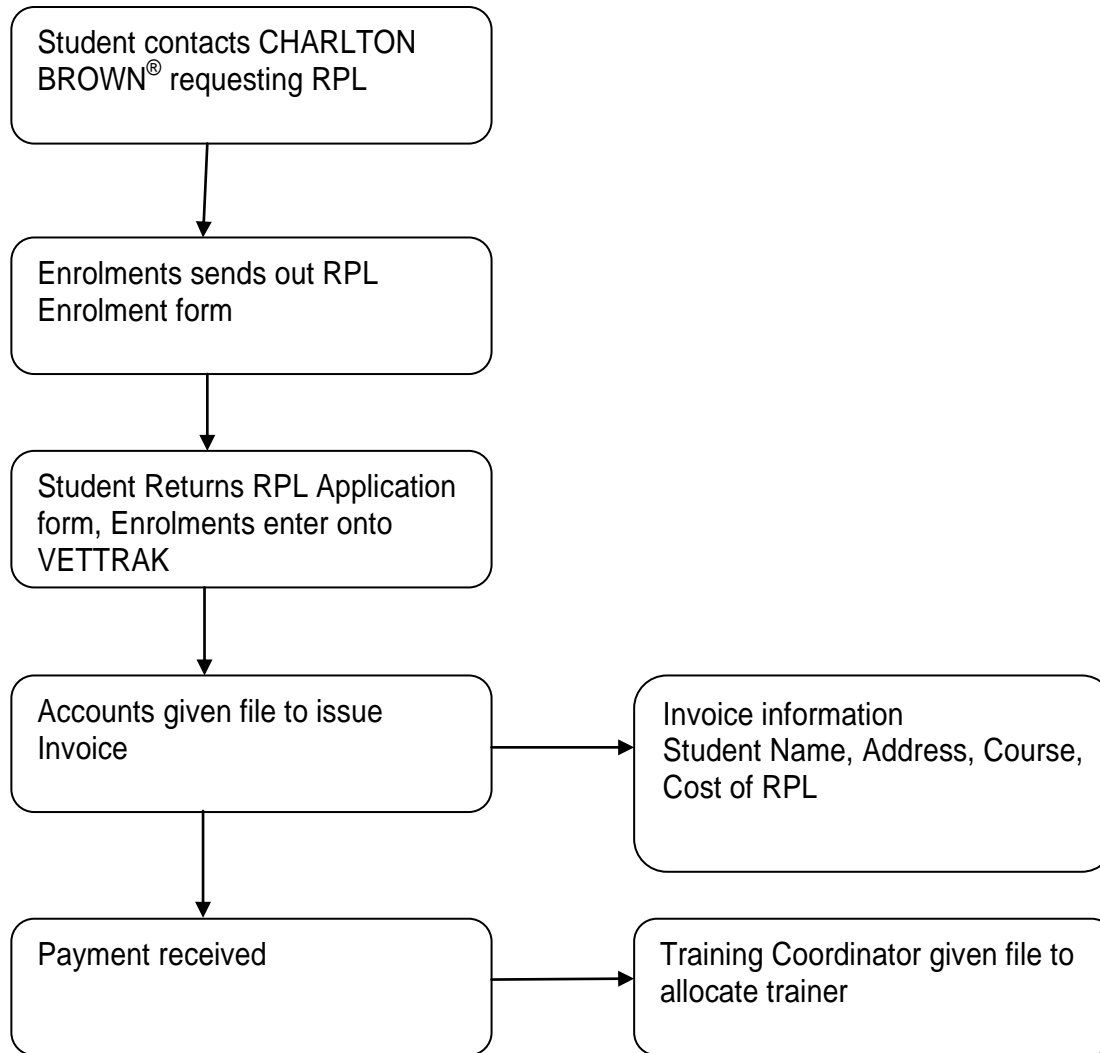 Student contacts CHARLTON
BROWN® requesting RPL
Enrolments sends out RPL
Enrolment form
Student Returns RPL Application
form, Enrolments enter onto
VETTRAK
Accounts given file to issue
Invoice
Invoice information
Student Name, Address, Course,
Cost of RPL
Payment received
Training Coordinator given file to
allocate trainer